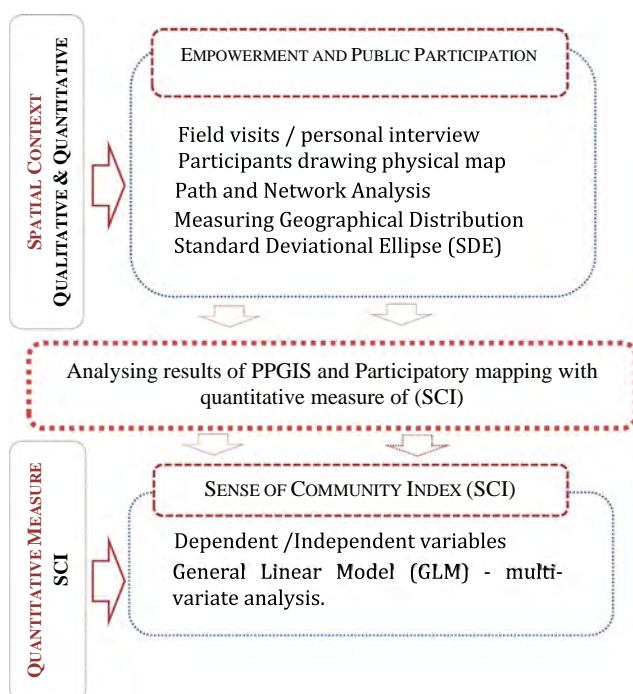 SPATIAL CONTEXT
QUALITATIVE & QUANTITATIVE
EMPOWERMENT AND PUBLIC PARTICIPATION
Field visits / personal interview
Participants drawing physical map
Path and Network Analysis
Measuring Geographical Distribution
Standard Deviational Ellipse (SDE)
Analysing results of PPGIS and Participatory mapping with
quantitative measure of (SCI)
QUANTITATIVE MEASURE
SCI
SENSE OF COMMUNITY INDEX (SCI)
Dependent /Independent variables
General Linear Model (GLM) - multi-
variate analysis.